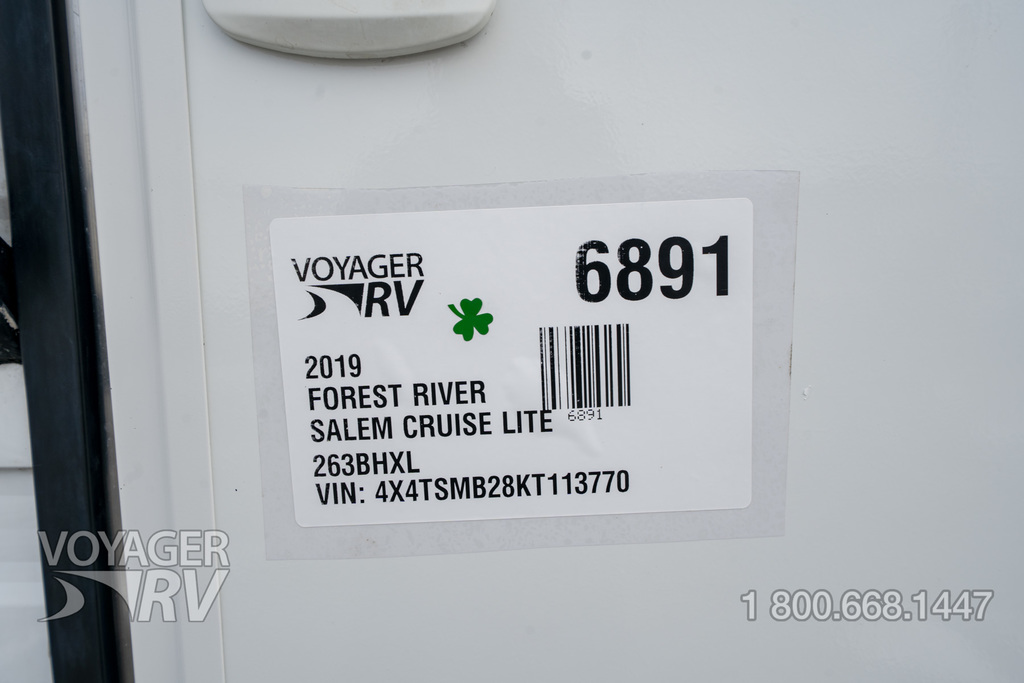 VOYAGER
RV
6891
2019
FOREST RIVER
SALEM CRUISE LITE
6891
263BHXL
VIN: 4X4TSMB28KT113770
VOYAGER
RV
1 800.668.1447